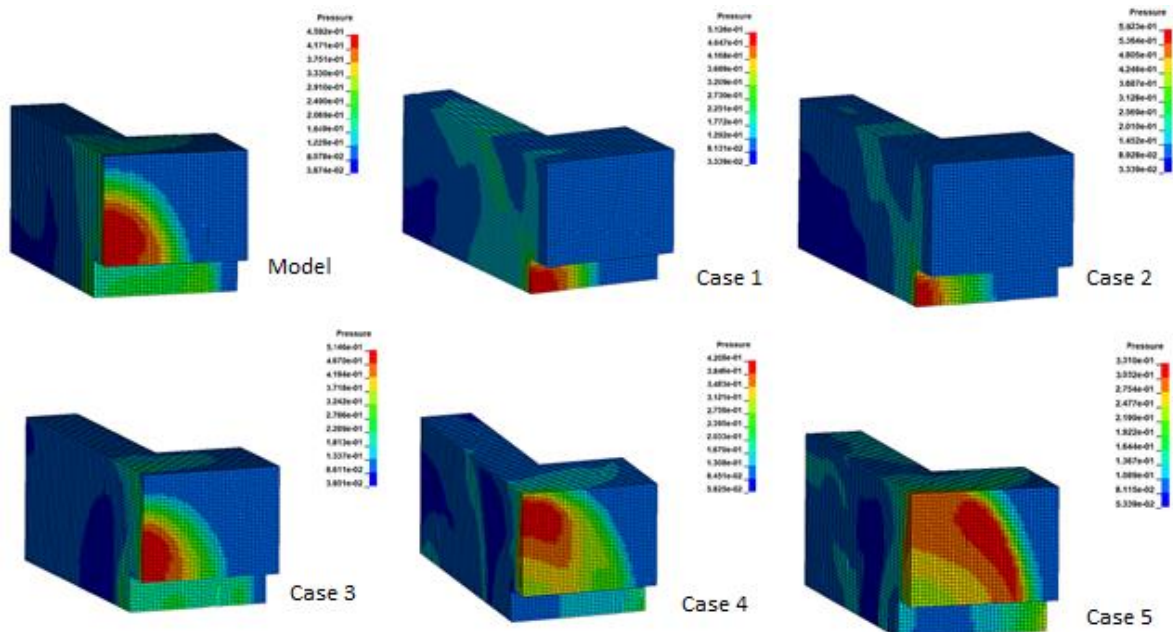 Pressure
4.592e-01
4.171e-01
3.751e-01
3.330e-01
2.910e-01
2.490e-01
2.069e-01
1.649e-01
1.228e-01
8.078e-02
3.874e-02
Model
Pressure
5.126e-01
4.647e-01
4.168e-01
3.689e-01
3.209e-01
2.730e-01
2.251e-01
1.772e-01
1.292e-01
8.131e-02
3.339e-02
Case 1
Pressure
5.923e-01
5.364e-01
4.805e-01
4.246e-01
3.687e-01
3.128e-01
2.569e-01
2.010e-01
1.452e-01
8.928e-02
3.339e-02
Case 2
Pressure
5.146e-01
4.670e-01
4.194e-01
3.718e-01
3.242e-01
2.766e-01
2.289e-01
1.813e-01
1.337e-01
8.611e-02
3.851e-02
Case 3
Pressure
4.208e-01
3.846e-01
3.483e-01
3.121e-01
2.758e-01
2.395e-01
2.033e-01
1.670e-01
1.308e-01
9.451e-02
5.825e-02
Case 4
Pressure
3.310e-01
3.032e-01
2.754e-01
2.477e-01
2.199e-01
1.922e-01
1.644e-01
1.367e-01
1.089e-01
8.115e-02
5.339e-02
Case 5